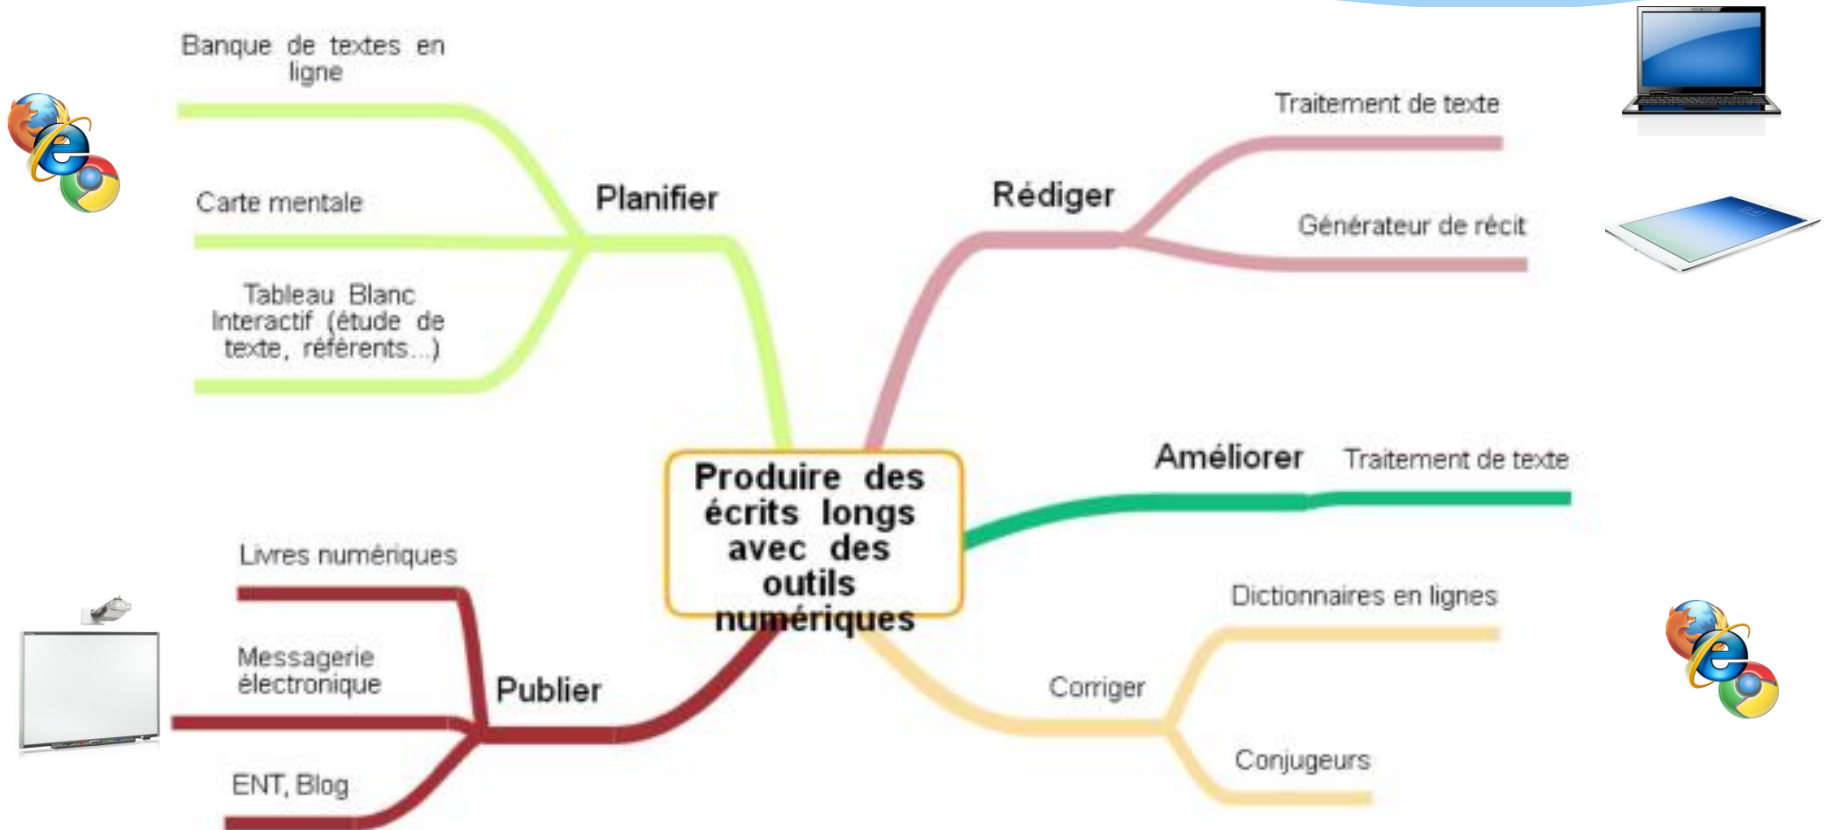 Banque de textes en
ligne
Carte mentale
Planifier
Tableau Blanc
Interactif (étude de
texte, référents...)
Rédiger
Traitement de texte
Générateur de récit
Produire des
écrits longs
avec des
outils
numériques
Améliorer
Traitement de texte
Livres numériques
Messagerie
électronique
Publier
ENT, Blog
Corriger
Dictionnaires en lignes
Conjugeurs